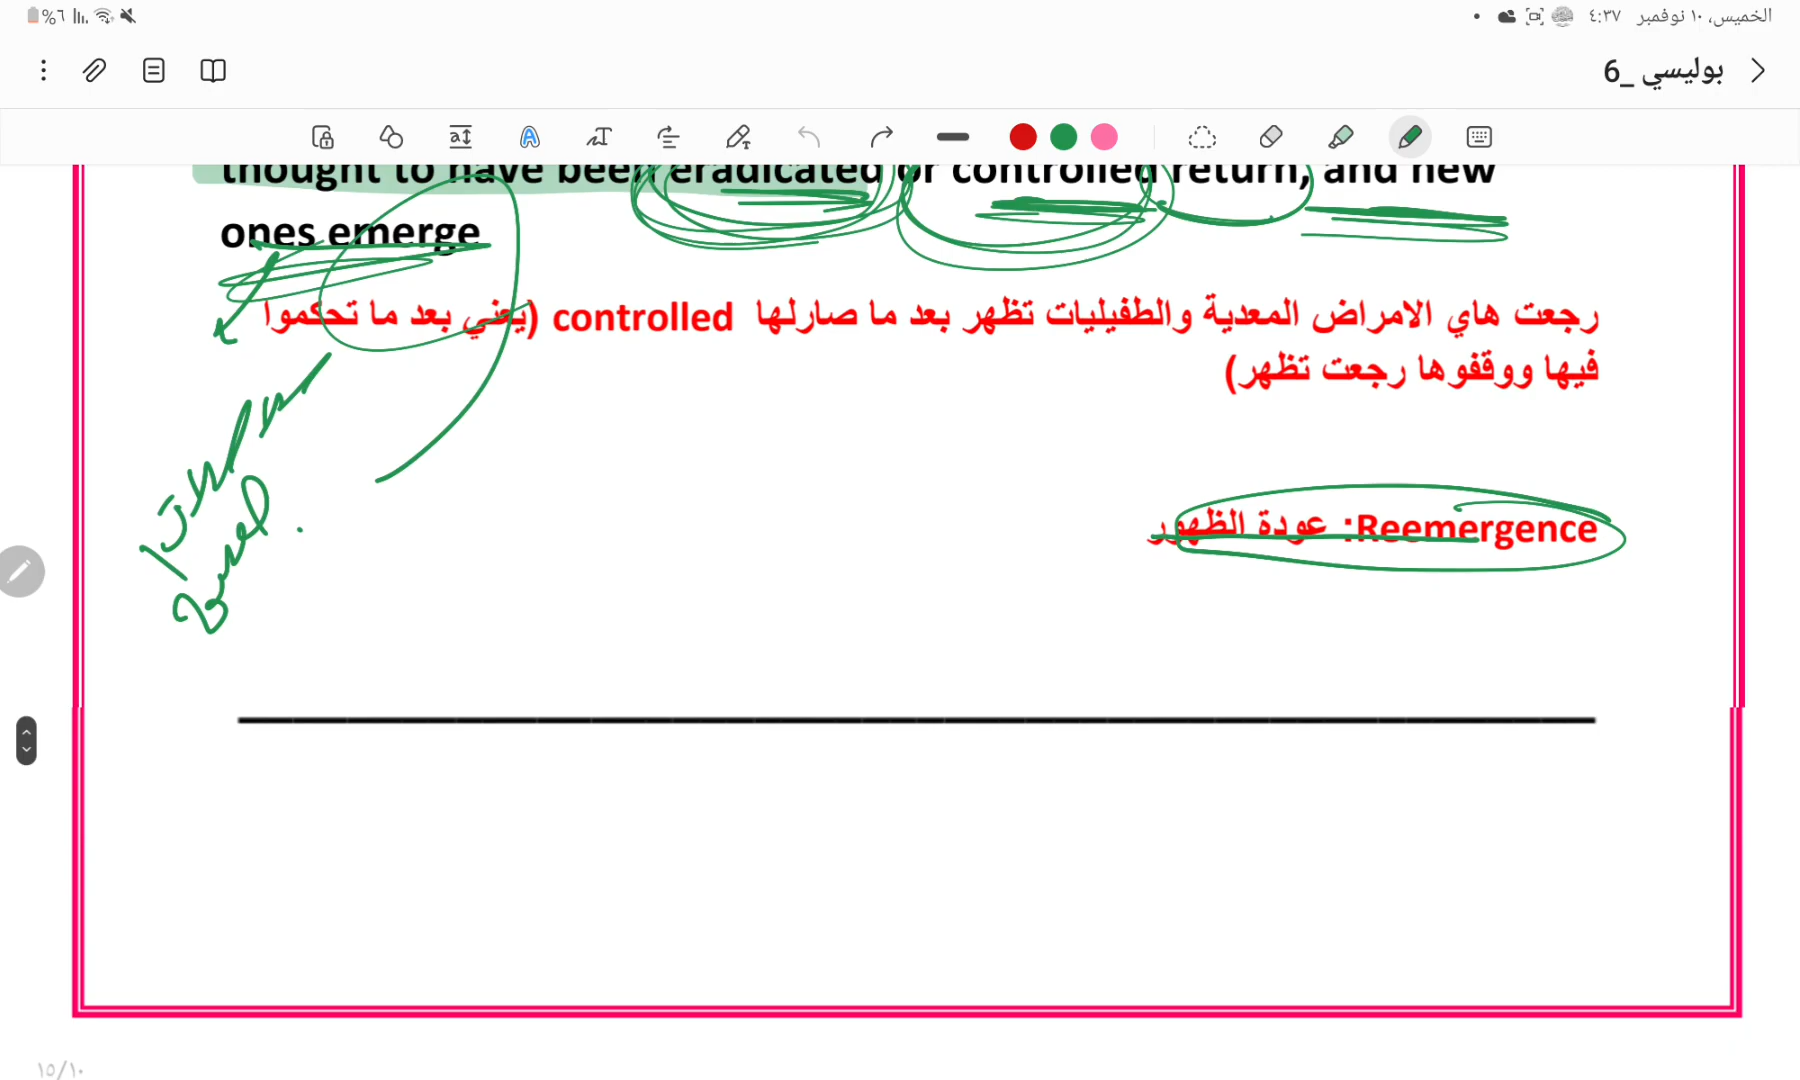 ٪٦
الخميس، ١٠ نوفمبر ٤:٣٧
بوليسي _6
thought to have been eradicated or controlled return, and new
ones emerge
رجعت هاي الامراض المعدية والطفيليات تظهر بعد ما صارلها controlled (يعني بعد ما تحكموا
فيها ووقفوها رجعت تظهر)
Reemergence: عودة الظهور
١٥/١٠